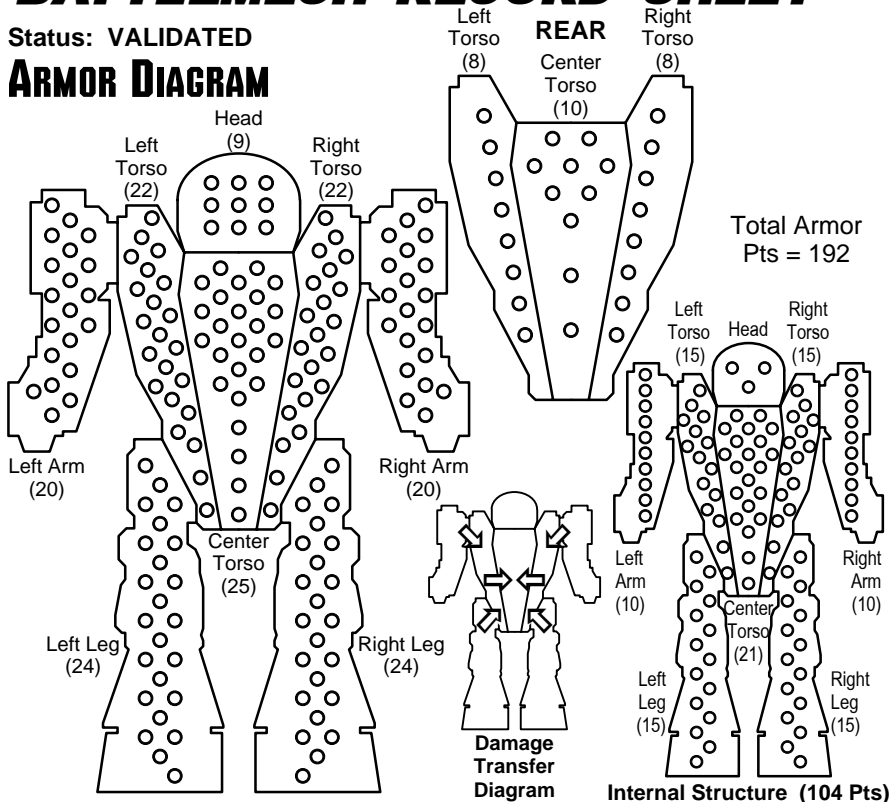 BATTLEMECH RECORD SHEET
Status: VALIDATED
ARMOR DIAGRAM
Head
(9)
Left
Torso
(22)
Right
Torso
(22)
Left Arm
(20)
Right Arm
(20)
Center
Torso
(25)
Left Leg
(24)
Right Leg
(24)
Left
Torso
(8)
REAR
Center
Torso
(10)
Right
Torso
(8)
Total Armor
Pts = 192
Damage
Transfer
Diagram
Left
Torso
(15)
Head
Right
Torso
(15)
Left
Arm
(10)
Right
Arm
(10)
Center
Torso
(21)
Left
Leg
(15)
Right
Leg
(15)
Internal Structure (104 Pts)